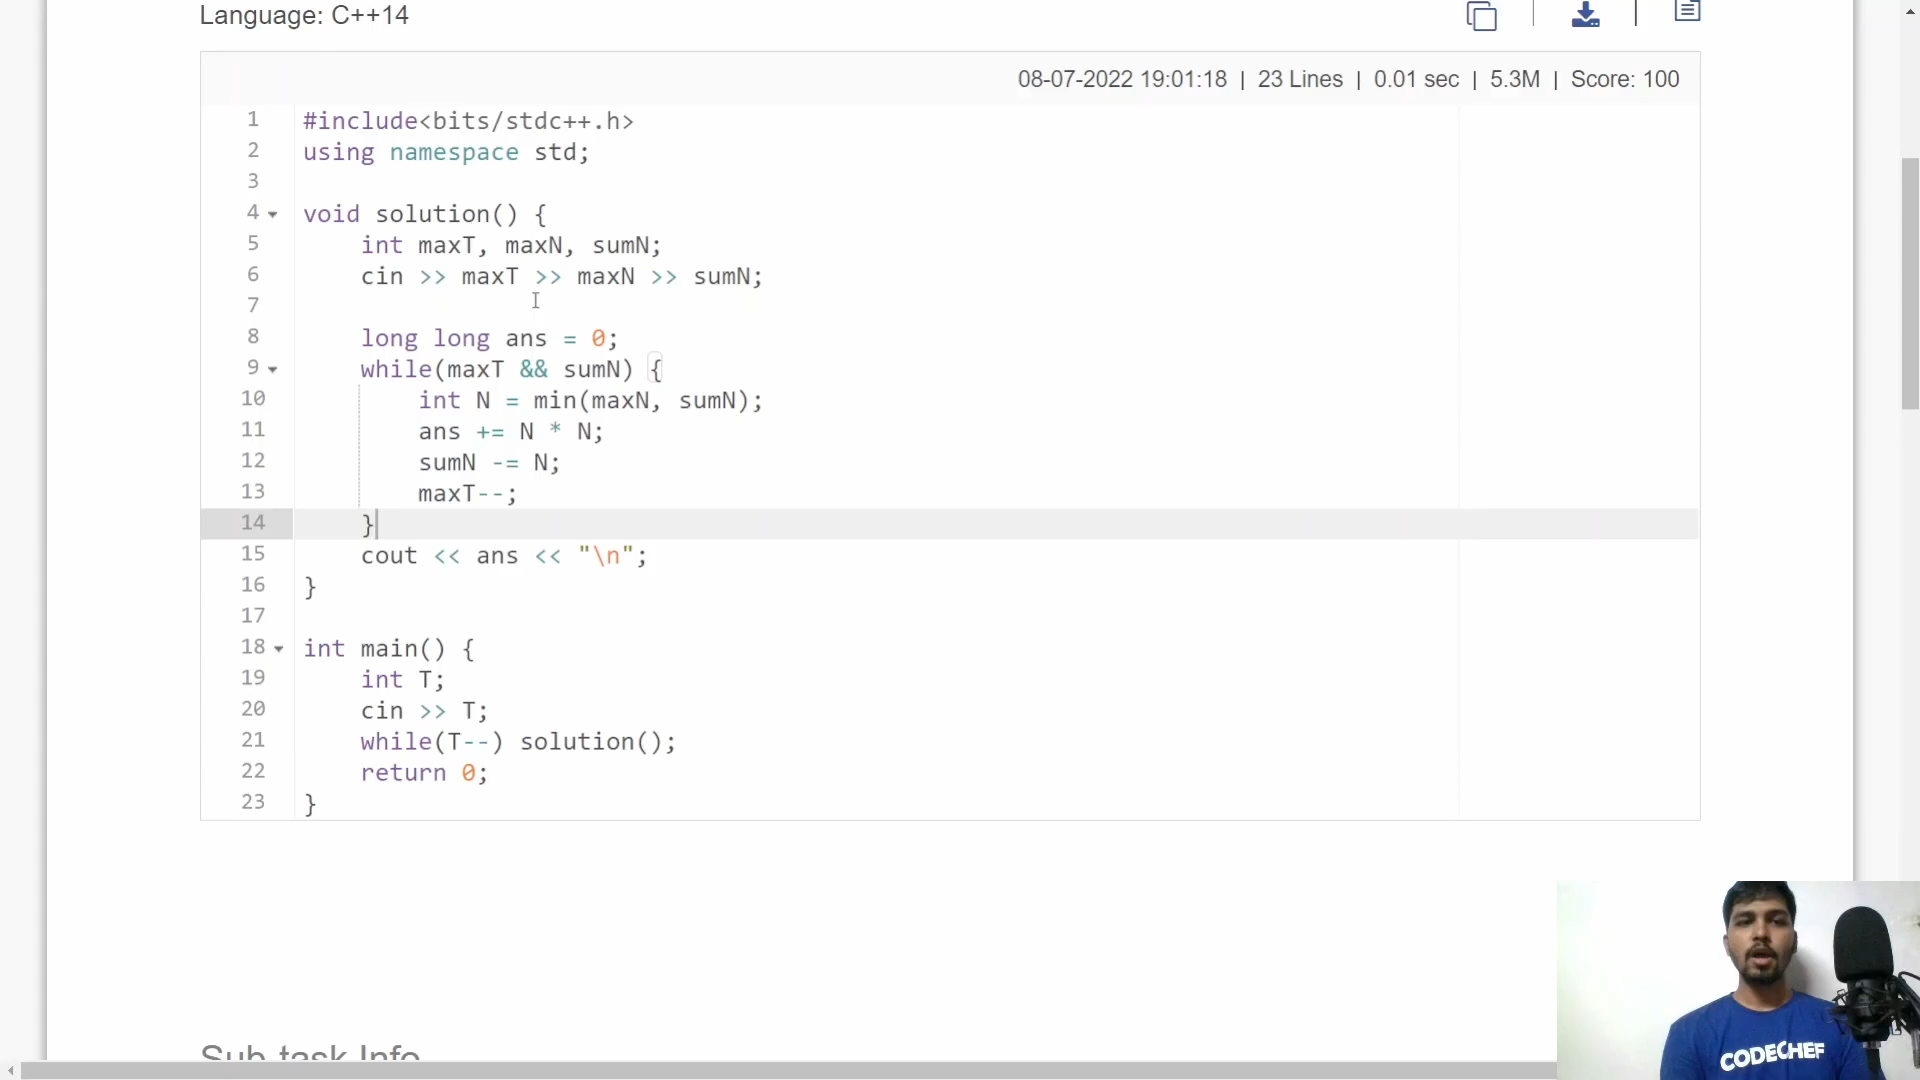 Language: C++14
08-07-2022 19:01:18 | 23 Lines | 0.01 sec | 5.3M | Score: 100
1 #include<bits/stdc++.h>
2 using namespace std;
3
4 void solution() {
5 int maxT, maxN, sumN;
6 cin >> maxT >> maxN >> sumN;
7
8 long long ans = 0;
9 while(maxT && sumN) {
10 int N = min(maxN, sumN);
11 ans += N * N;
12 sumN -= N;
13 maxT--;
14 }
15 cout << ans << "\n";
16 }
17
18 int main() {
19 int T;
20 cin >> T;
21 while(T--) solution();
22 return 0;
23 }
Sub-task Info
CODECHEF